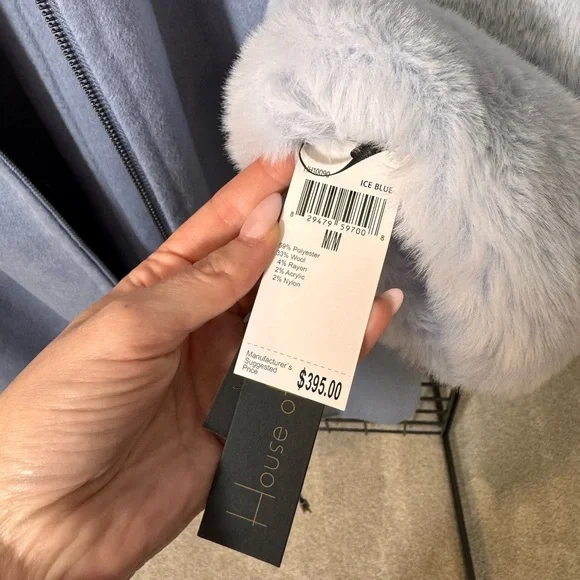 ICE BLUE
8 29479 59700 8
M/M
59% Polyester
33% Wool
4% Rayon
2% Acrylic
2% Nylon
Manufacturer's
Suggested
Price
$395.00
House of